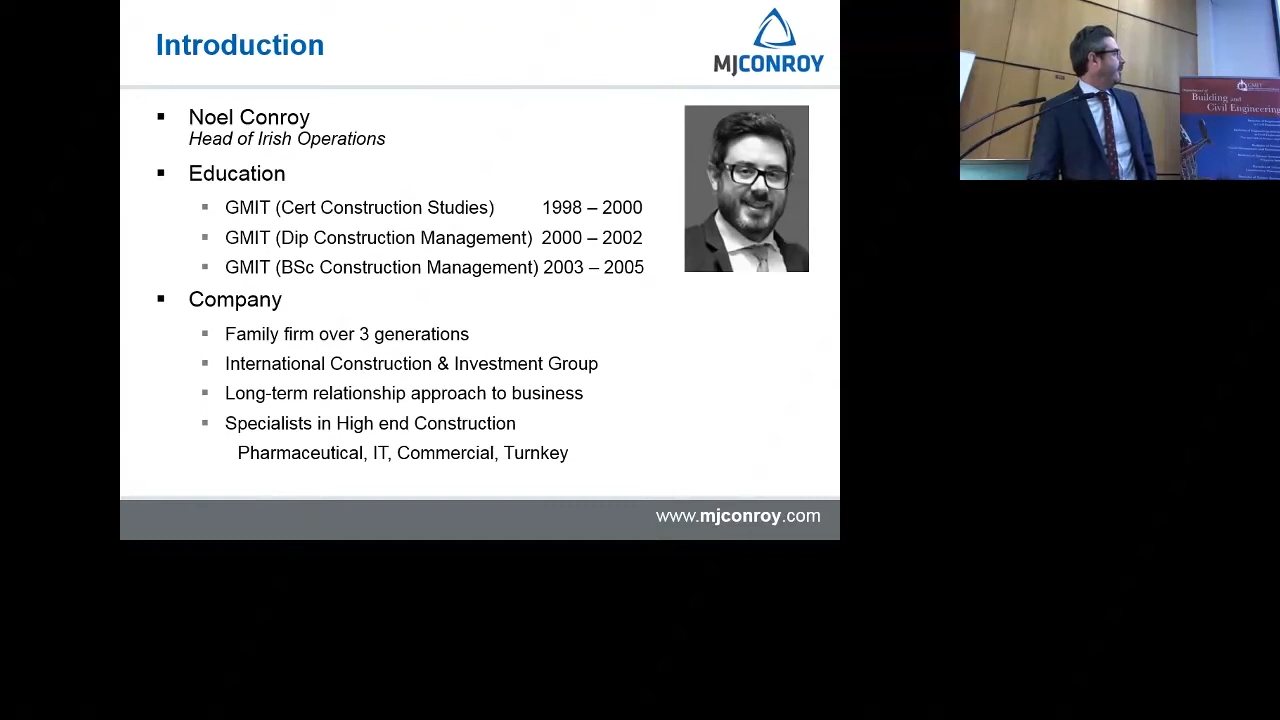 Introduction
MJCONROY
▪ Noel Conroy
Head of Irish Operations
▪ Education
▪ GMIT (Cert Construction Studies) 1998 – 2000
▪ GMIT (Dip Construction Management) 2000 – 2002
▪ GMIT (BSc Construction Management) 2003 – 2005
▪ Company
▪ Family firm over 3 generations
▪ International Construction & Investment Group
▪ Long-term relationship approach to business
▪ Specialists in High end Construction
Pharmaceutical, IT, Commercial, Turnkey
www.mjconroy.com
GMIT
Building and
Civil Engineering